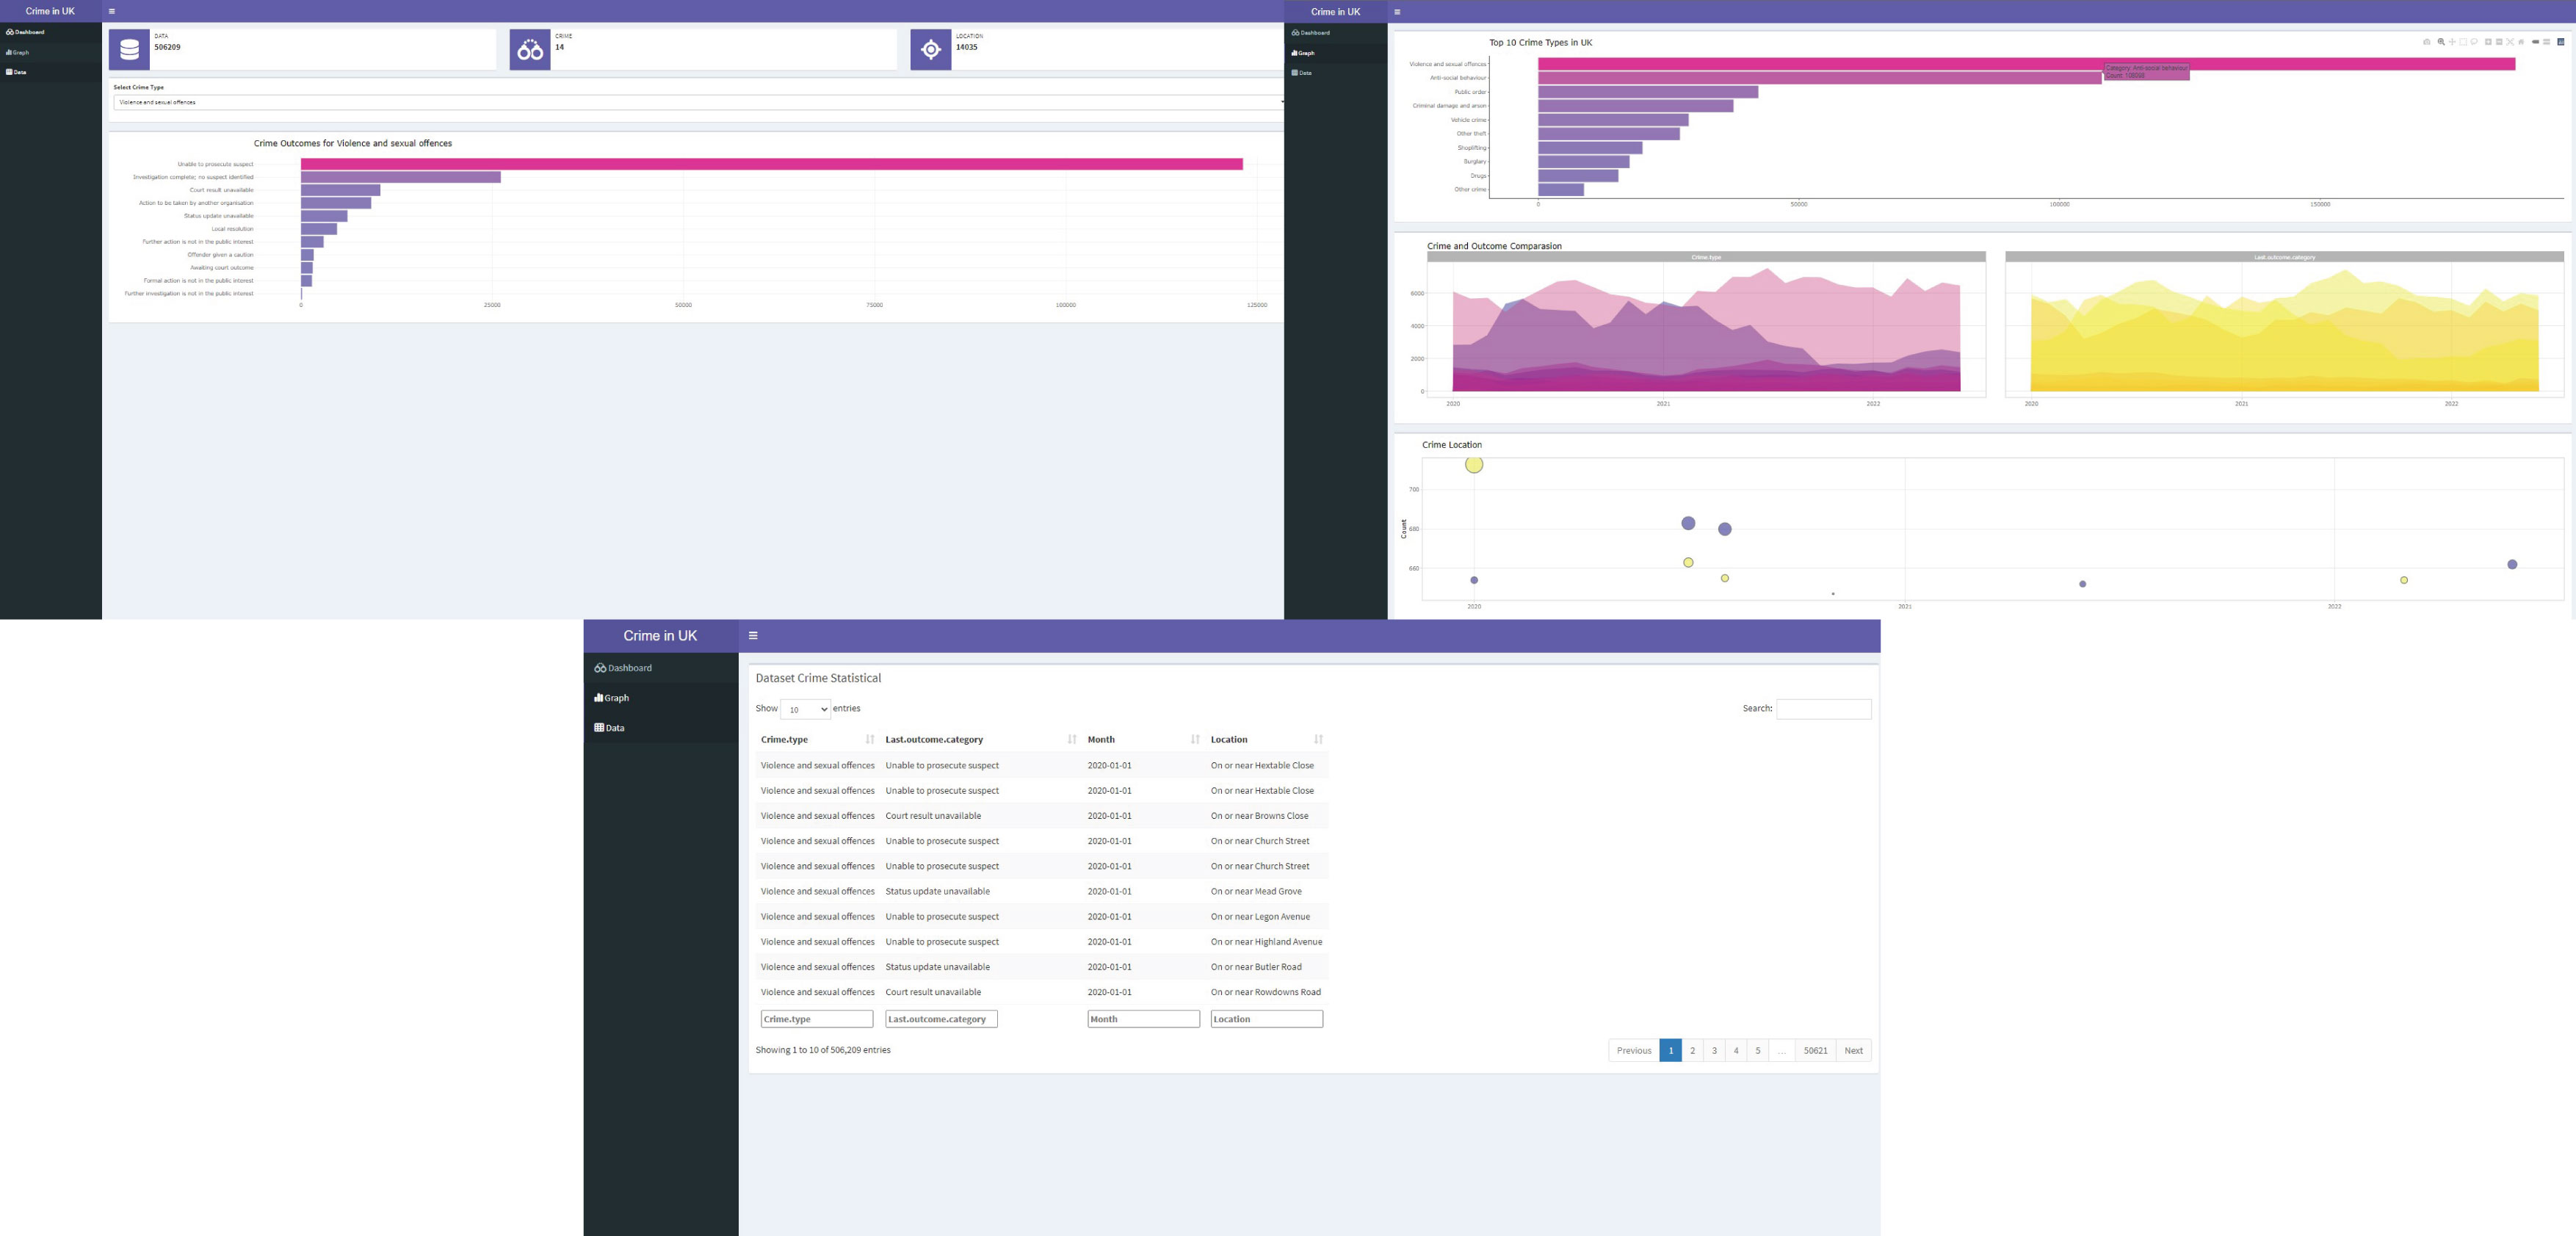 Crime in UK
Dashboard
Graph
Data
DATA
506209
CRIME
14
LOCATION
14035
Select Crime Type
Violence and sexual offences
Crime Outcomes for Violence and sexual offences
Unable to prosecute suspect
Investigation complete; no suspect identified
Court result unavailable
Action to be taken by another organisation
Status update unavailable
Local resolution
Further action is not in the public interest
Offender given a caution
Awaiting court outcome
Formal action is not in the public interest
Further investigation is not in the public interest
0 25000 50000 75000 100000 125000
Crime in UK
Dashboard
Graph
Data
Top 10 Crime Types in UK
Violence and sexual offences
Anti-social behaviour
Public order
Criminal damage and arson
Vehicle crime
Other theft
Shoplifting
Burglary
Drugs
Other crime
0 50000 100000 150000
Category: Anti-social behaviour
Crime and Outcome Comparasion
Crime.type
Last.outcome.category
6000
4000
2000
0
2020 2021 2022
2020 2021 2022
Crime Location
Count
700
680
660
2020 2021 2022
Crime in UK
Dashboard
Graph
Data
Dataset Crime Statistical
Show 10 entries
Search:
Crime.type Last.outcome.category Month Location
Violence and sexual offences Unable to prosecute suspect 2020-01-01 On or near Hextable Close
Violence and sexual offences Unable to prosecute suspect 2020-01-01 On or near Hextable Close
Violence and sexual offences Court result unavailable 2020-01-01 On or near Browns Close
Violence and sexual offences Unable to prosecute suspect 2020-01-01 On or near Church Street
Violence and sexual offences Unable to prosecute suspect 2020-01-01 On or near Church Street
Violence and sexual offences Status update unavailable 2020-01-01 On or near Mead Grove
Violence and sexual offences Unable to prosecute suspect 2020-01-01 On or near Legon Avenue
Violence and sexual offences Unable to prosecute suspect 2020-01-01 On or near Highland Avenue
Violence and sexual offences Status update unavailable 2020-01-01 On or near Butler Road
Violence and sexual offences Court result unavailable 2020-01-01 On or near Rowdowns Road
Crime.type Last.outcome.category Month Location
Showing 1 to 10 of 506,209 entries
Previous 1 2 3 4 5 ... 50621 Next